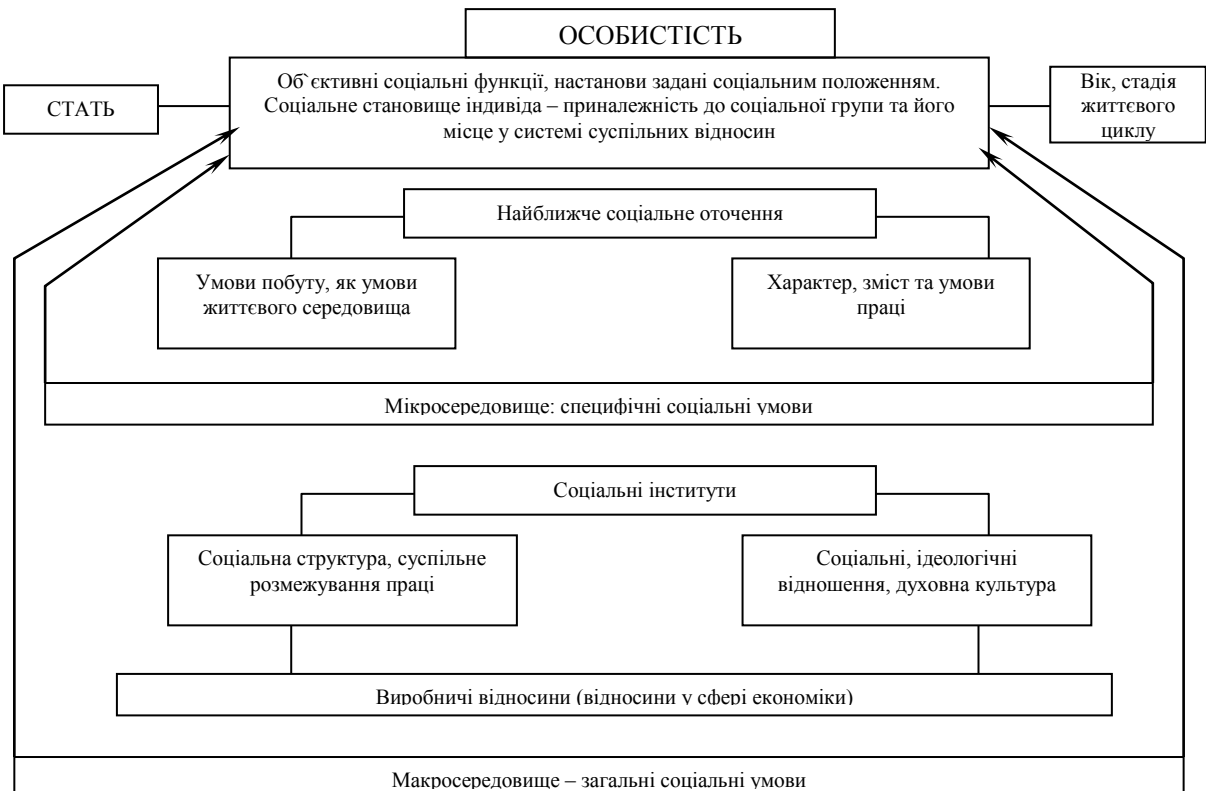 ОСОБИСТІСТЬ
СТАТЬ
Об`єктивні соціальні функції, настанови задані соціальним положенням.
Соціальне становище індивіда – приналежність до соціальної групи та його
місце у системі суспільних відносин
Вік, стадія
життєвого
циклу
Найближче соціальне оточення
Умови побуту, як умови
життєвого середовища
Характер, зміст та умови
праці
Мікросередовище: специфічні соціальні умови
Соціальні інститути
Соціальна структура, суспільне
розмежування праці
Соціальні, ідеологічні
відношення, духовна культура
Виробничі відносини (відносини у сфері економіки)
Макросередовище – загальні соціальні умови